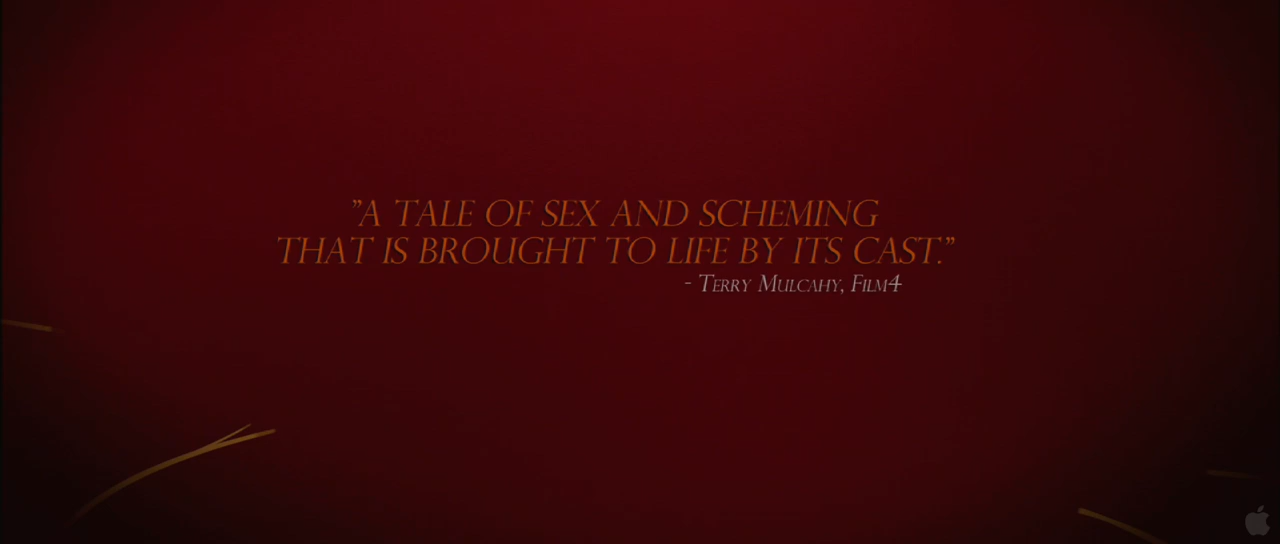 "A TALE OF SEX AND SCHEMING
THAT IS BROUGHT TO LIFE BY ITS CAST."
- TERRY MULCAHY, FILM4